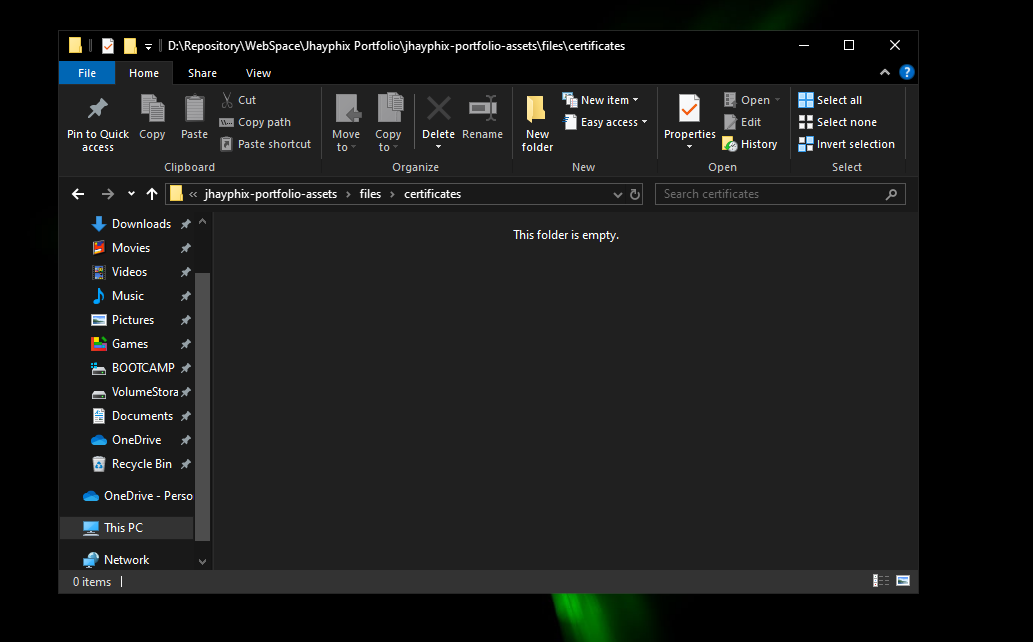 D:\Repository\WebSpace\Jhayphix Portfolio\jhayphix-portfolio-assets\files\certificates
File Home Share View
Pin to Quick access
Copy
Paste
Cut
Copy path
Paste shortcut
Clipboard
Move to
Copy to
Delete
Rename
Organize
New folder
New item
Easy access
New
Properties
Open
Edit
History
Open
Select all
Select none
Invert selection
Select
« jhayphix-portfolio-assets › files › certificates
Search certificates
Downloads
Movies
Videos
Music
Pictures
Games
BOOTCAMP
VolumeStora
Documents
OneDrive
Recycle Bin
OneDrive - Perso
This PC
Network
This folder is empty.
0 items